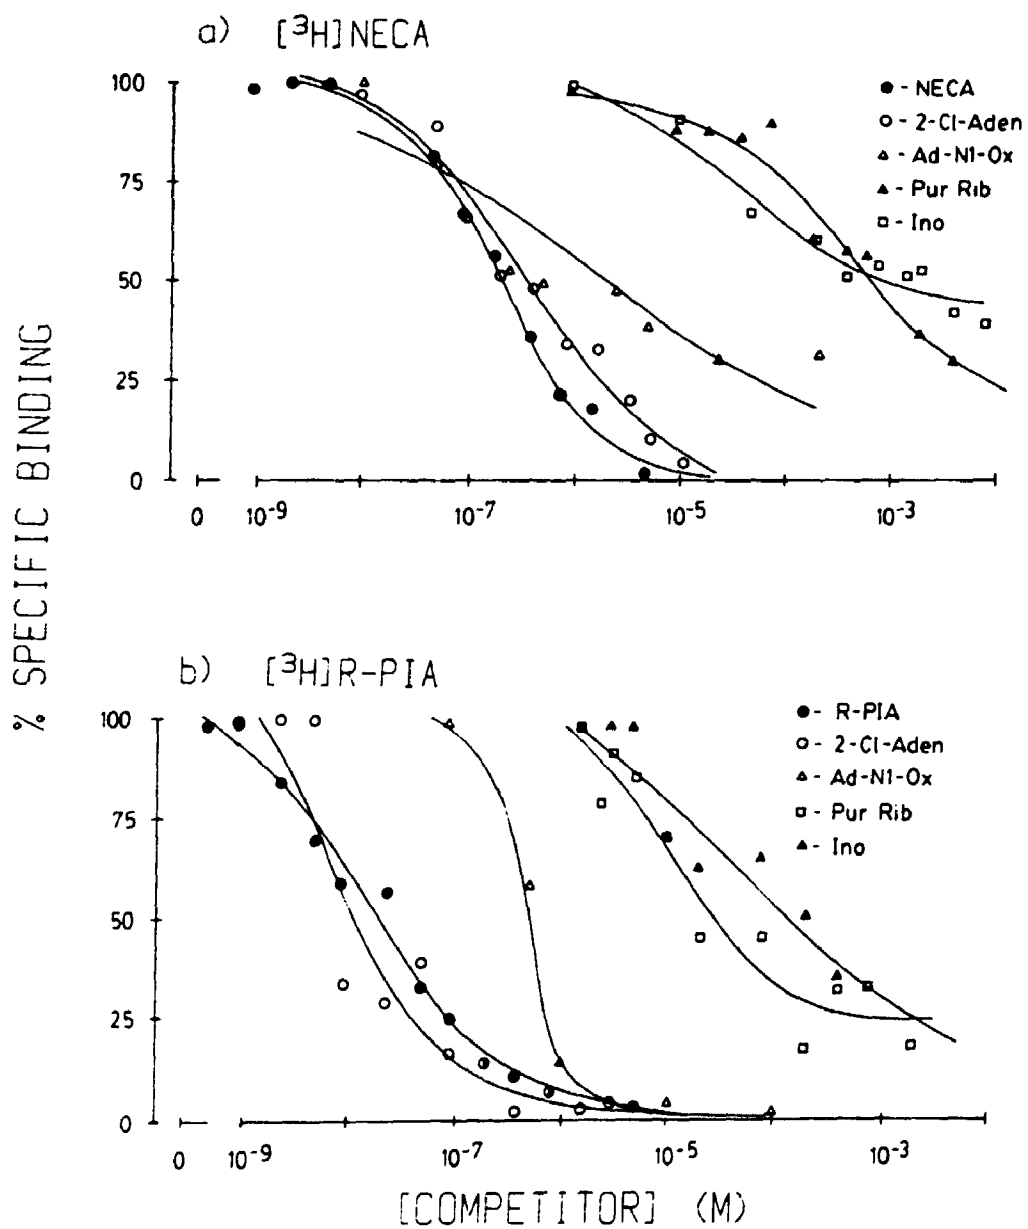 a) [³H]NECA
100
75
50
25
0
● - NECA
○ - 2-Cl-Aden
△ - Ad-N1-Ox
▲ - Pur Rib
□ - Ino
0 10⁻⁹ 10⁻⁷ 10⁻⁵ 10⁻³
% SPECIFIC BINDING
b) [³H]R-PIA
100
75
50
25
0
● - R-PIA
○ - 2-Cl-Aden
△ - Ad-N1-Ox
□ - Pur Rib
▲ - Ino
0 10⁻⁹ 10⁻⁷ 10⁻⁵ 10⁻³
[COMPETITOR] (M)